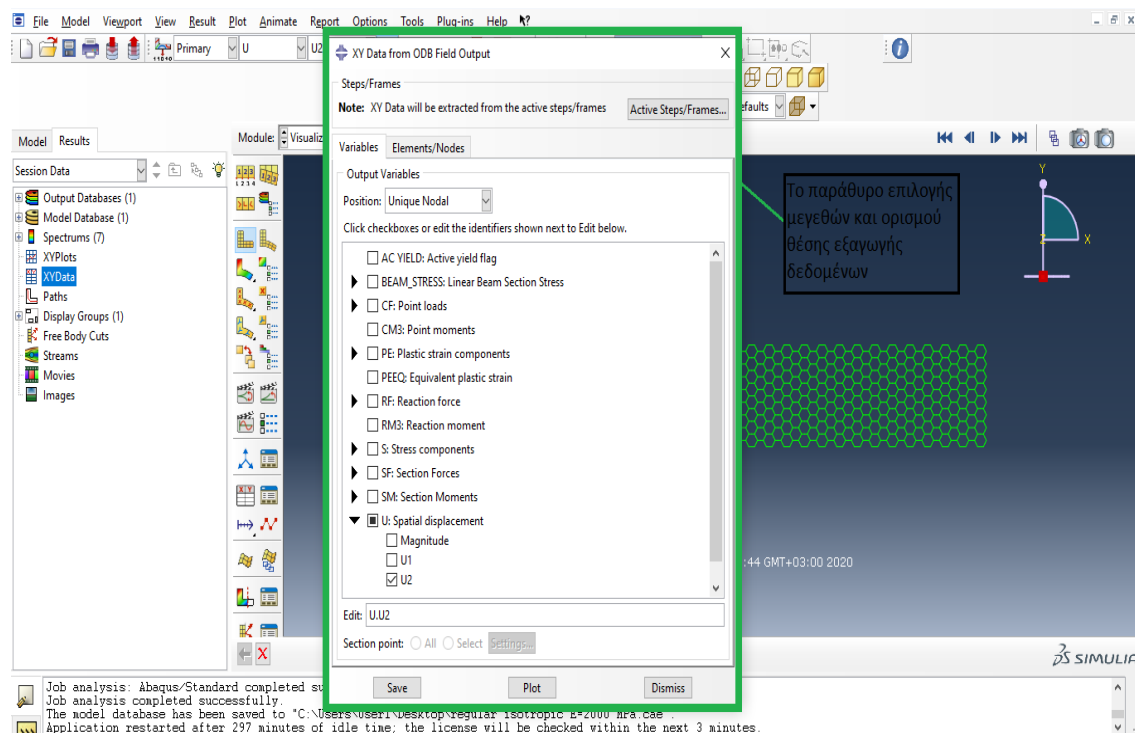 File Model Viewport View Result Plot Animate Report Options Tools Plug-ins Help
Primary U U2
Model Results
Module: Visualiz
Session Data
Output Databases (1)
Model Database (1)
Spectrums (7)
XYPlots
XYData
Paths
Display Groups (1)
Free Body Cuts
Streams
Movies
Images
XY Data from ODB Field Output
Steps/Frames
Note: XY Data will be extracted from the active steps/frames
Active Steps/Frames...
Variables Elements/Nodes
Output Variables
Position: Unique Nodal
Click checkboxes or edit the identifiers shown next to Edit below.
AC YIELD: Active yield flag
BEAM_STRESS: Linear Beam Section Stress
CF: Point loads
CM3: Point moments
PE: Plastic strain components
PEEQ: Equivalent plastic strain
RF: Reaction force
RM3: Reaction moment
S: Stress components
SF: Section Forces
SM: Section Moments
U: Spatial displacement
Magnitude
U1
U2
Edit: U.U2
Section point: All Select Settings...
Save Plot Dismiss
efaults
Το παράθυρο επιλογής
μεγεθών και ορισμού
θέσης εξαγωγής
δεδομένων
Y
Z X
:44 GMT+03:00 2020
SIMULIA
Job analysis: Abaqus/Standard completed su
Job analysis completed successfully.
The model database has been saved to "C:\Users\User1\Desktop\regular isotropic E-2000 MPa.cae".
Application restarted after 297 minutes of idle time; the license will be checked within the next 3 minutes.